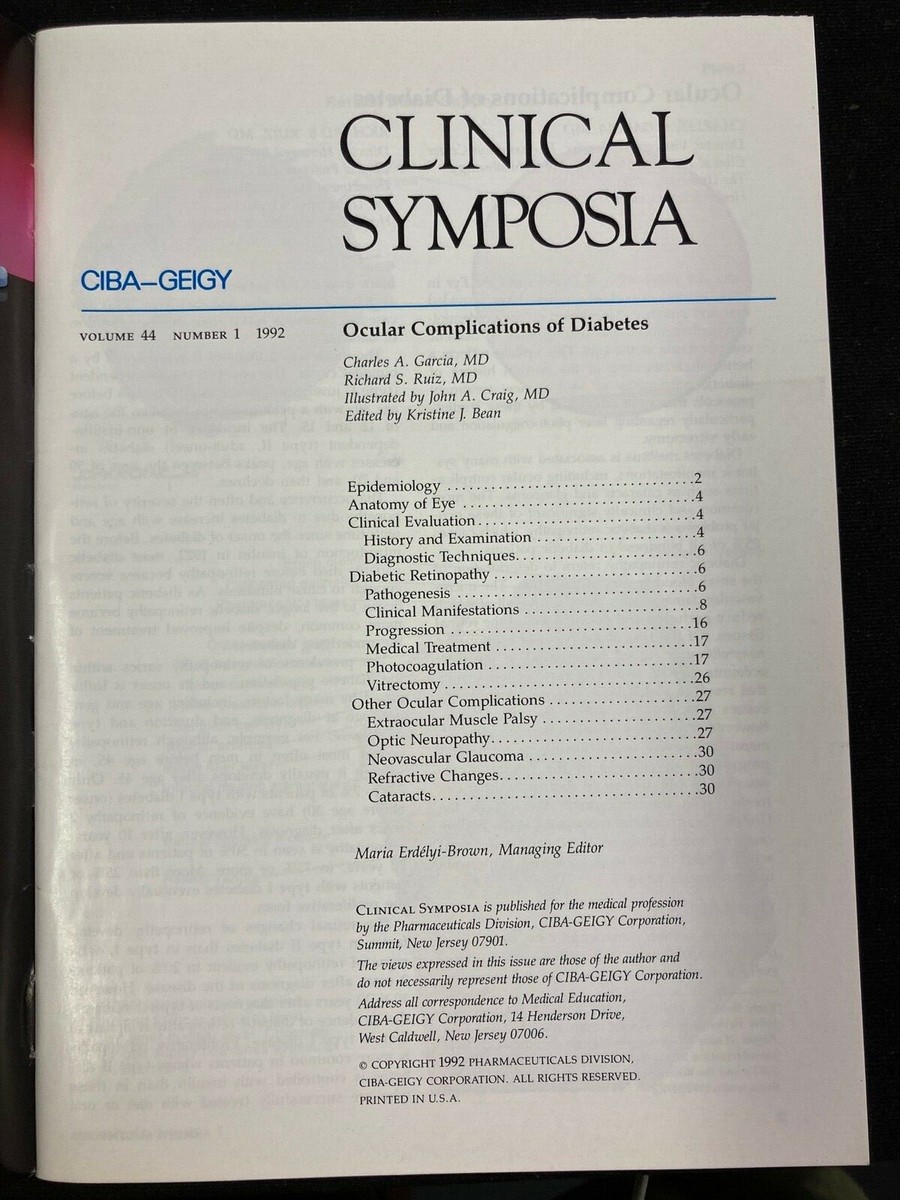 CLINICAL
SYMPOSIA
CIBA–GEIGY
VOLUME 44 NUMBER 1 1992
Ocular Complications of Diabetes
Charles A. Garcia, MD
Richard S. Ruiz, MD
Illustrated by John A. Craig, MD
Edited by Kristine J. Bean
Epidemiology ................................2
Anatomy of Eye ..............................4
Clinical Evaluation ............................4
History and Examination .....................4
Diagnostic Techniques........................6
Diabetic Retinopathy ..........................6
Pathogenesis ................................6
Clinical Manifestations ......................8
Progression ................................16
Medical Treatment ..........................17
Photocoagulation ...........................17
Vitrectomy .................................26
Other Ocular Complications ...................27
Extraocular Muscle Palsy ....................27
Optic Neuropathy...........................27
Neovascular Glaucoma ......................30
Refractive Changes..........................30
Cataracts...................................30
Maria Erdélyi-Brown, Managing Editor
CLINICAL SYMPOSIA is published for the medical profession
by the Pharmaceuticals Division, CIBA-GEIGY Corporation,
Summit, New Jersey 07901.
The views expressed in this issue are those of the author and
do not necessarily represent those of CIBA-GEIGY Corporation.
Address all correspondence to Medical Education,
CIBA-GEIGY Corporation, 14 Henderson Drive,
West Caldwell, New Jersey 07006.
© COPYRIGHT 1992 PHARMACEUTICALS DIVISION,
CIBA-GEIGY CORPORATION. ALL RIGHTS RESERVED.
PRINTED IN U.S.A.